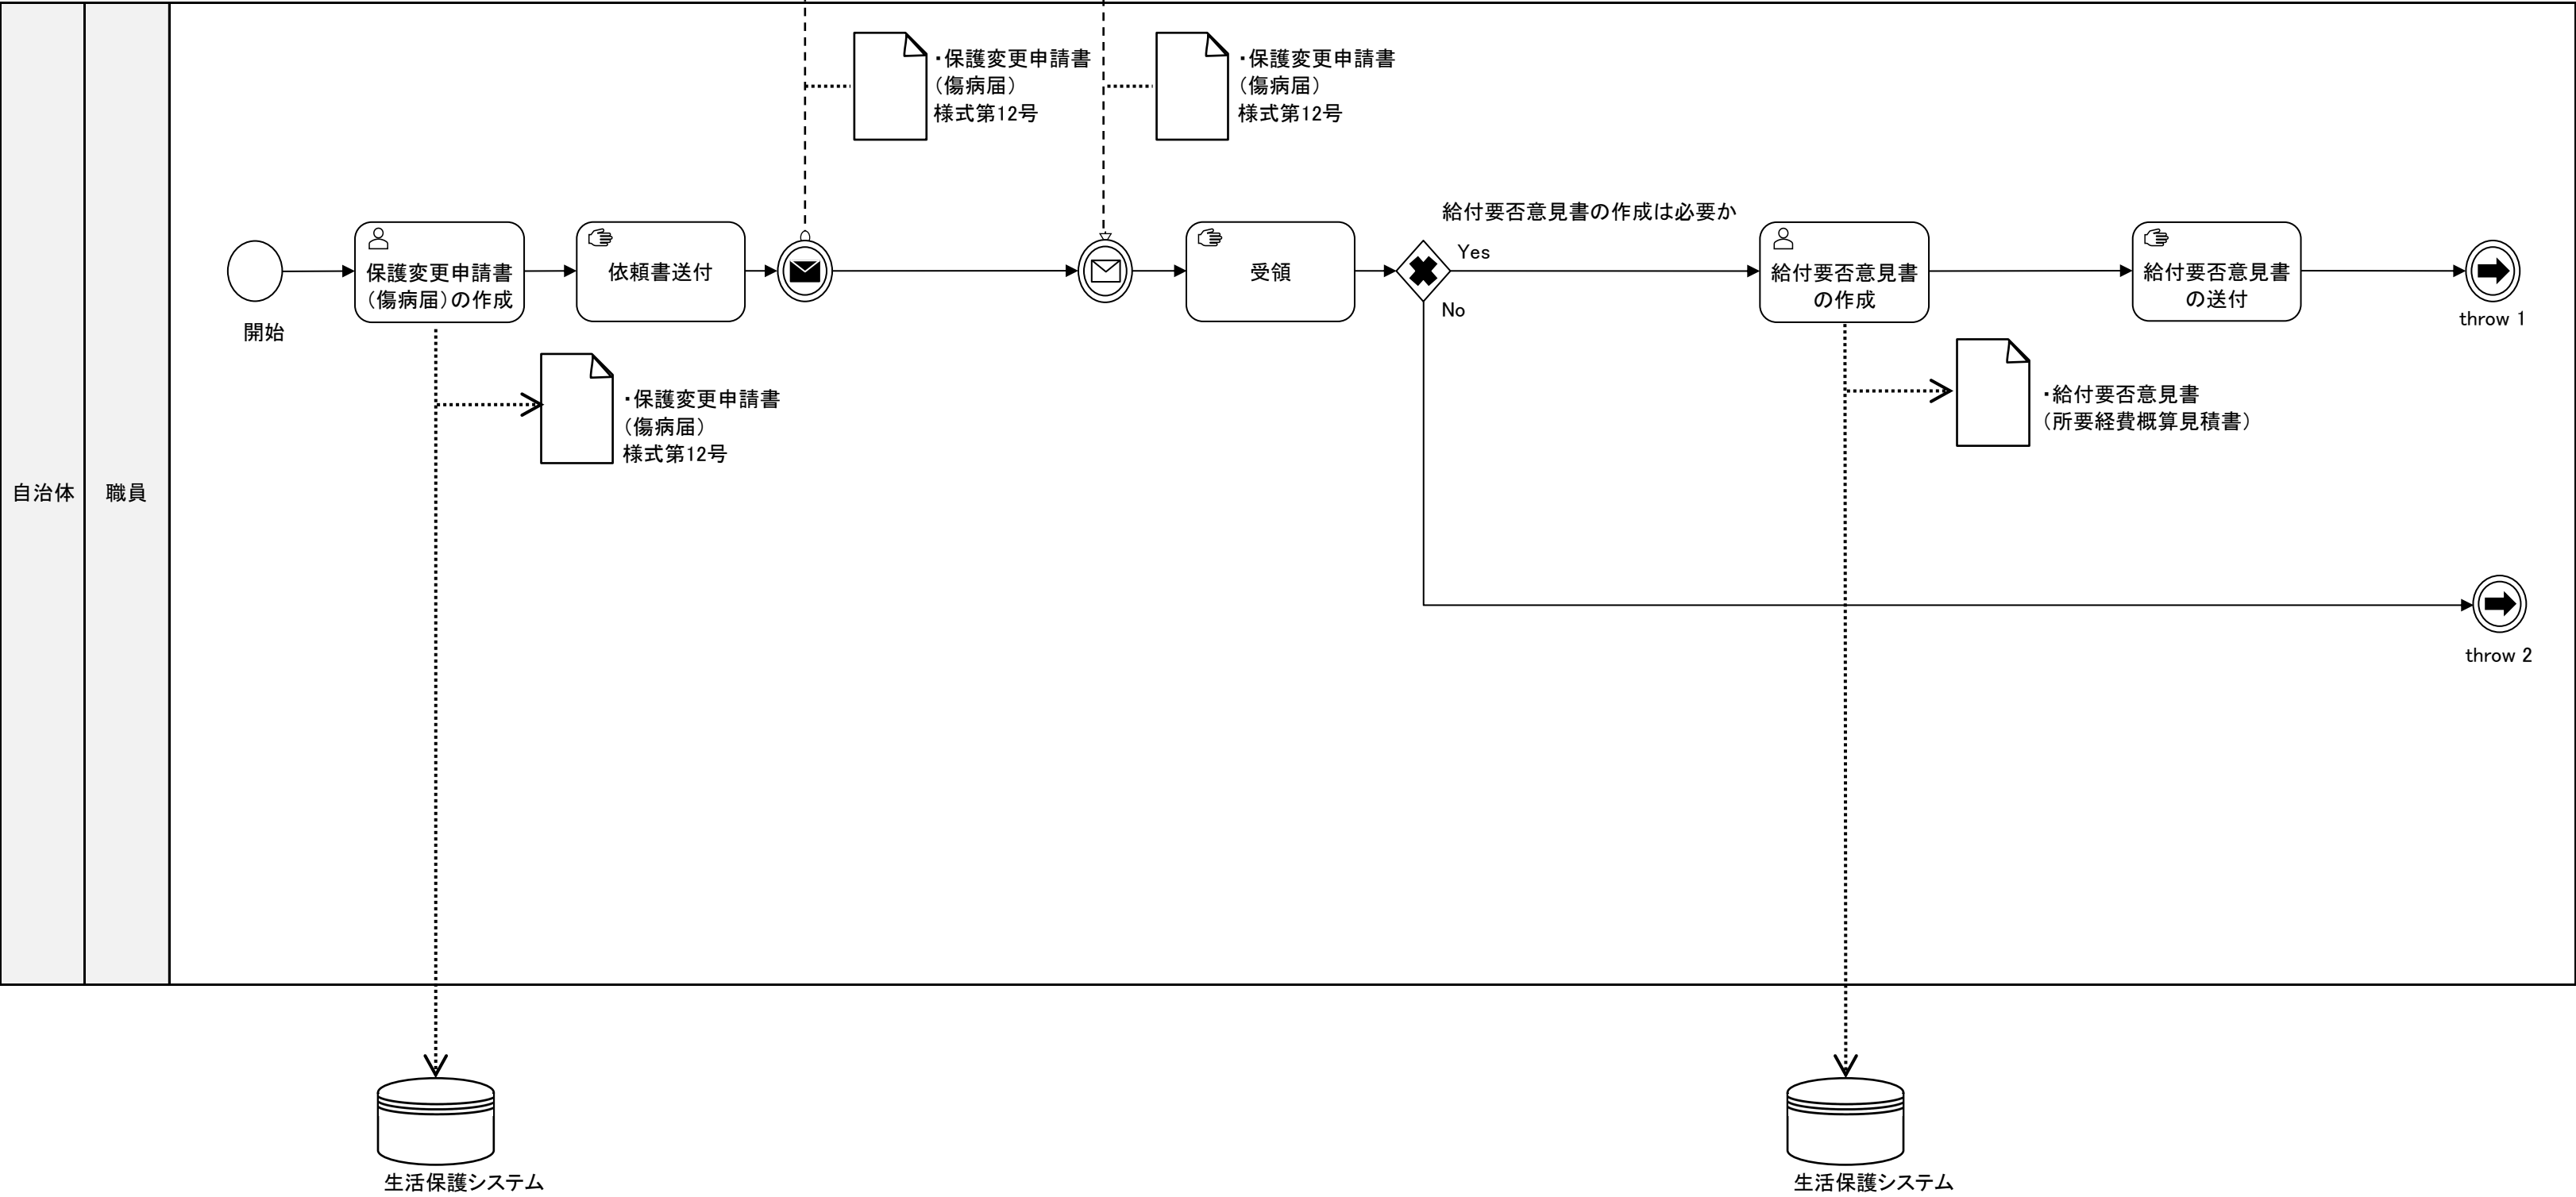 ・保護変更申請書
（傷病届）
様式第12号
・保護変更申請書
（傷病届）
様式第12号
給付要否意見書の作成は必要か
Yes
No
開始
保護変更申請書
（傷病届）の作成
依頼書送付
受領
給付要否意見書
の作成
給付要否意見書
の送付
throw 1
・保護変更申請書
（傷病届）
様式第12号
・給付要否意見書
（所要経費概算見積書）
自治体
職員
throw 2
生活保護システム
生活保護システム